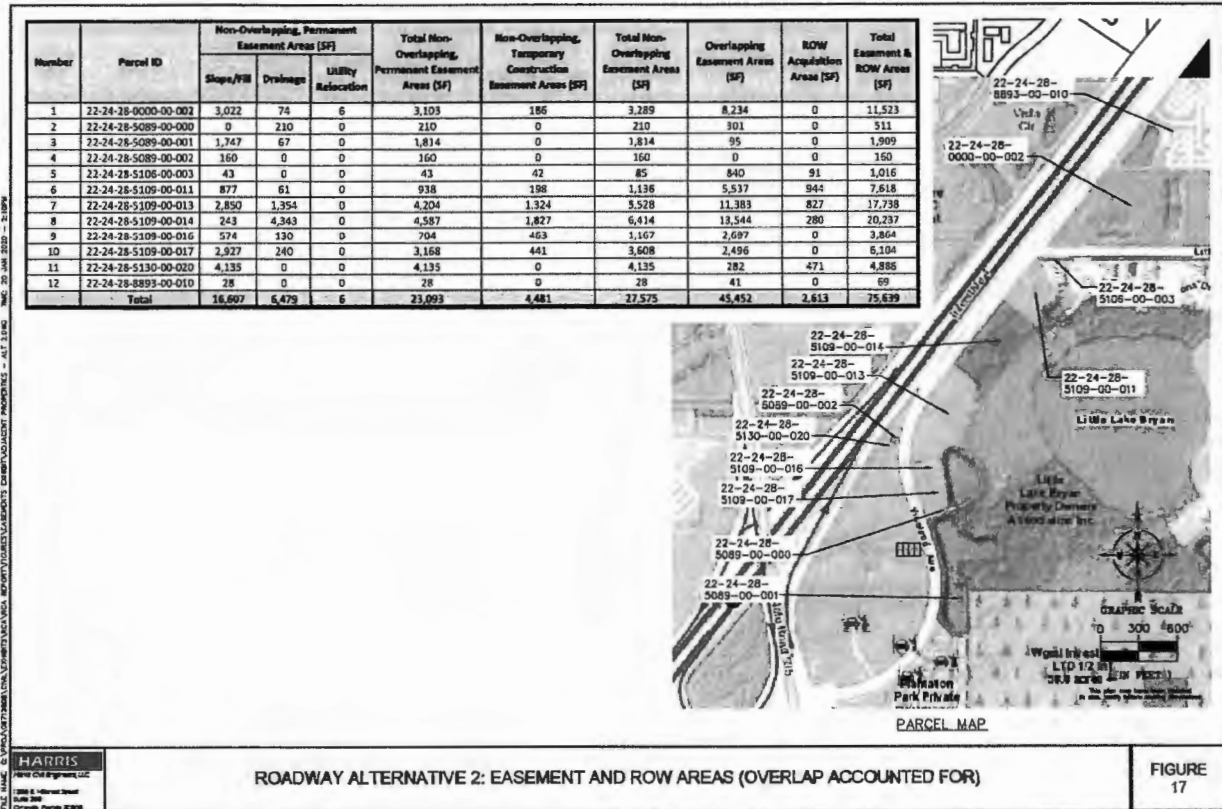 Number Parcel ID Non-Overlapping, Permanent Easement Areas (SF) Total Non-Overlapping, Permanent Easement Areas (SF) Non-Overlapping, Temporary Construction Easement Areas (SF) Total Non-Overlapping Easement Areas (SF) Overlapping Easement Areas (SF) ROW Acquisition Areas (SF) Total Easement & ROW Areas (SF)
Slope/Fill Drainage Utility Relocation
1 22-24-28-0000-00-002 3,022 74 6 3,103 186 3,289 8,234 0 11,523
2 22-24-28-5089-00-000 0 210 0 210 0 210 301 0 511
3 22-24-28-5089-00-001 1,747 67 0 1,814 0 1,814 95 0 1,909
4 22-24-28-5089-00-002 160 0 0 160 0 160 0 0 160
5 22-24-28-5106-00-003 43 0 0 43 42 85 840 91 1,016
6 22-24-28-5109-00-011 877 61 0 938 198 1,136 5,537 944 7,618
7 22-24-28-5109-00-013 2,850 1,354 0 4,204 1,324 5,528 11,383 827 17,738
8 22-24-28-5109-00-014 243 4,343 0 4,587 1,827 6,414 13,544 280 20,237
9 22-24-28-5109-00-016 574 130 0 704 463 1,167 2,697 0 3,864
10 22-24-28-5109-00-017 2,927 240 0 3,168 441 3,608 2,496 0 6,104
11 22-24-28-5130-00-020 4,135 0 0 4,135 0 4,135 282 471 4,886
12 22-24-28-8893-00-010 28 0 0 28 0 28 41 0 69
Total 16,607 6,479 6 23,093 4,481 27,575 45,452 2,613 75,639
22-24-28-
8893-00-010
Vista
Cir
22-24-28-
0000-00-002
22-24-28-
5106-00-003
22-24-28-
5109-00-014
22-24-28-
5109-00-013
22-24-28-
5109-00-011
22-24-28-
5089-00-002
Little Lake Bryan
22-24-28-
5130-00-020
22-24-28-
5109-00-016
22-24-28-
5109-00-017
Little
Lake Bryan
Property Owners
Association Inc
22-24-28-
5089-00-000
22-24-28-
5089-00-001
Vineland Ave
GRAPHIC SCALE
0 300 600
LTD 1/2
(IN FEET)
Plantation
Park Private
PARCEL MAP
HARRIS
Harris Civil Engineers, LLC
ROADWAY ALTERNATIVE 2: EASEMENT AND ROW AREAS (OVERLAP ACCOUNTED FOR)
FIGURE
17